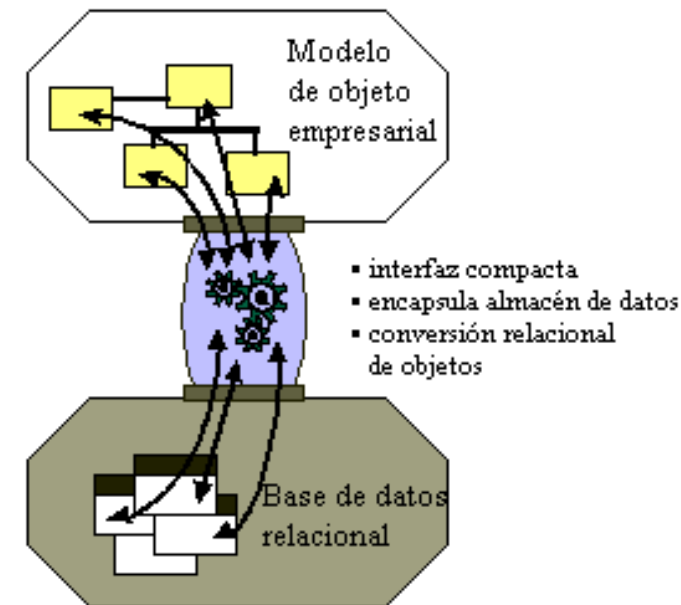 Modelo
de objeto
empresarial
▪ interfaz compacta
▪ encapsula almacén de datos
▪ conversión relacional
de objetos
Base de datos
relacional